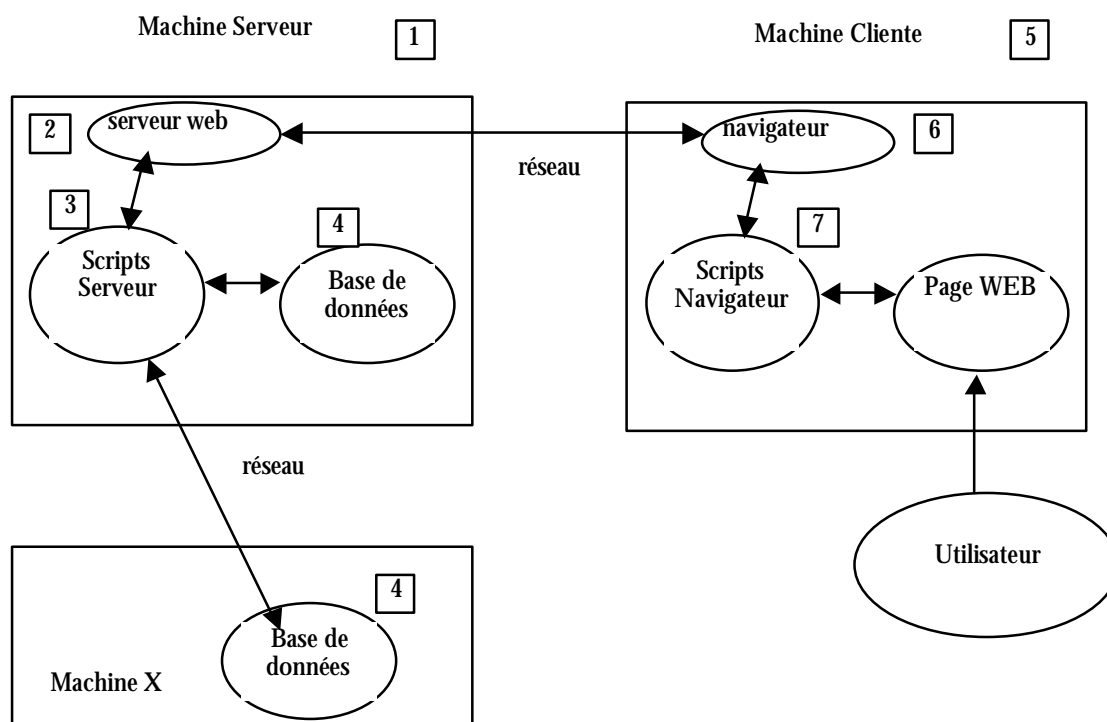 Machine Serveur
1
Machine Cliente
5
2
serveur web
navigateur
6
réseau
3
4
7
Scripts
Serveur
Base de
données
Scripts
Navigateur
Page WEB
réseau
Utilisateur
4
Base de
données
Machine X